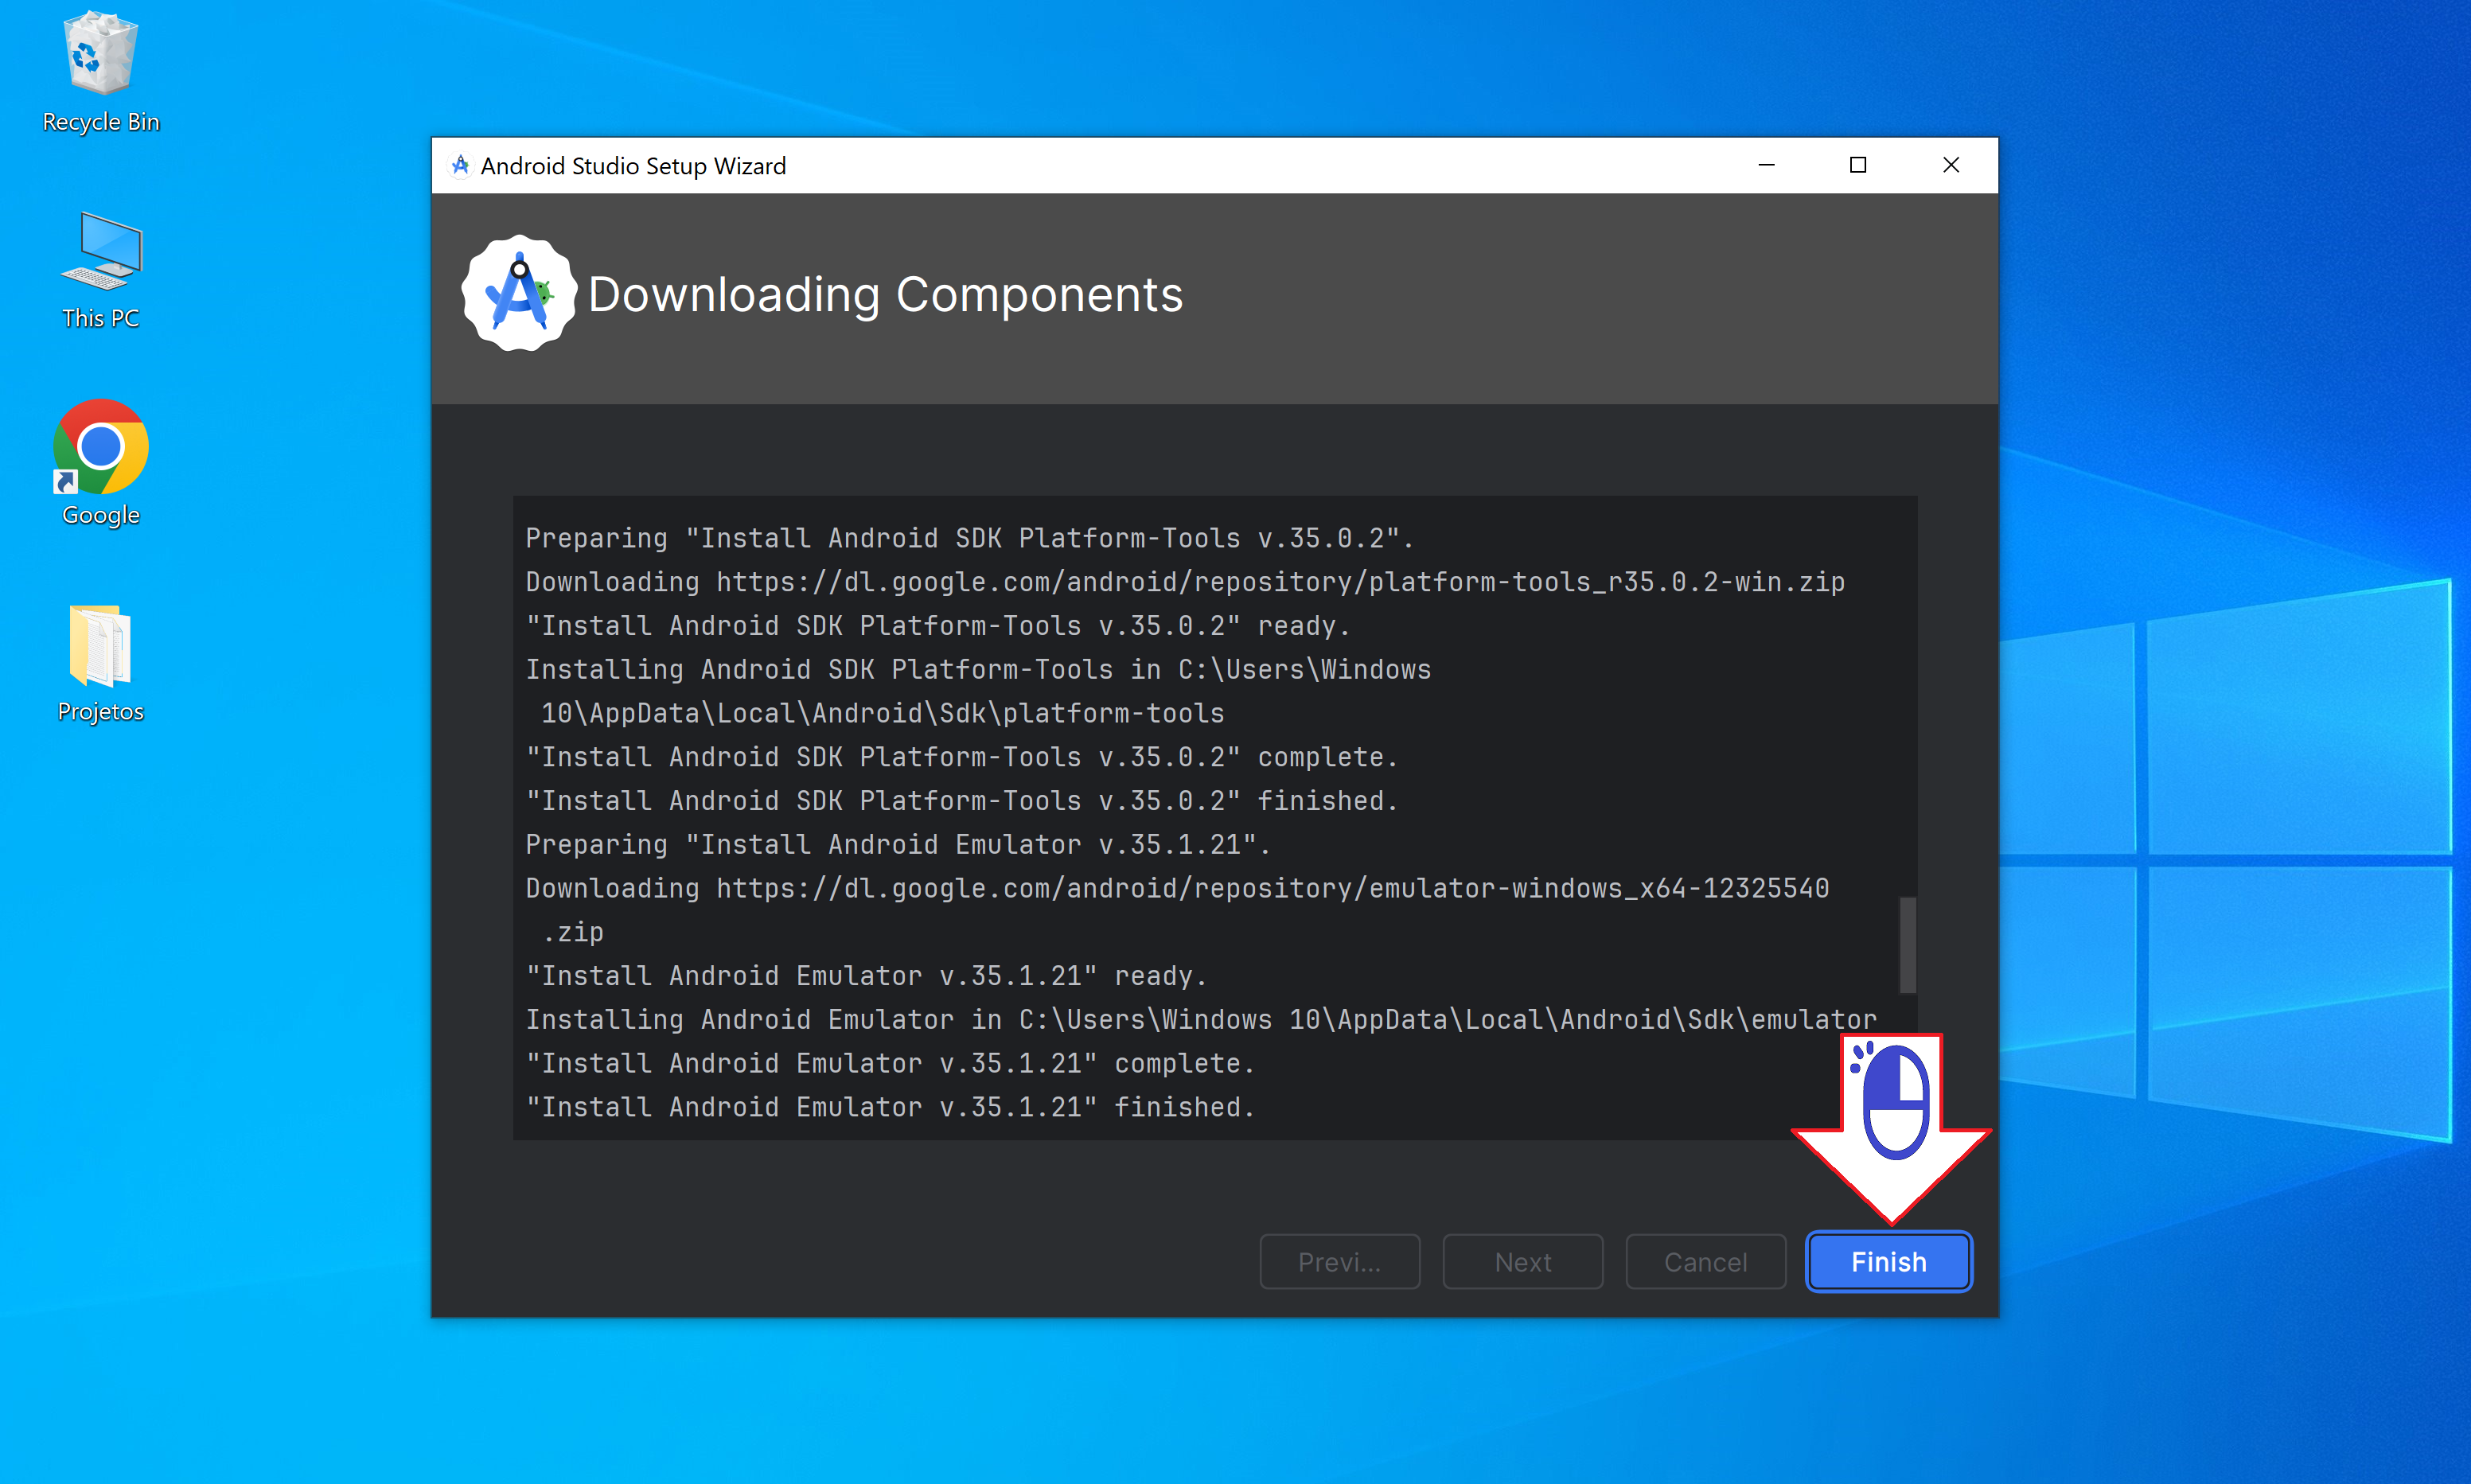 Recycle Bin
This PC
Google
Projetos
Android Studio Setup Wizard
Downloading Components
Preparing "Install Android SDK Platform-Tools v.35.0.2".
Downloading https://dl.google.com/android/repository/platform-tools_r35.0.2-win.zip
"Install Android SDK Platform-Tools v.35.0.2" ready.
Installing Android SDK Platform-Tools in C:\Users\Windows
10\AppData\Local\Android\Sdk\platform-tools
"Install Android SDK Platform-Tools v.35.0.2" complete.
"Install Android SDK Platform-Tools v.35.0.2" finished.
Preparing "Install Android Emulator v.35.1.21".
Downloading https://dl.google.com/android/repository/emulator-windows_x64-12325540
.zip
"Install Android Emulator v.35.1.21" ready.
Installing Android Emulator in C:\Users\Windows 10\AppData\Local\Android\Sdk\emulator
"Install Android Emulator v.35.1.21" complete.
"Install Android Emulator v.35.1.21" finished.
Previ...
Next
Cancel
Finish